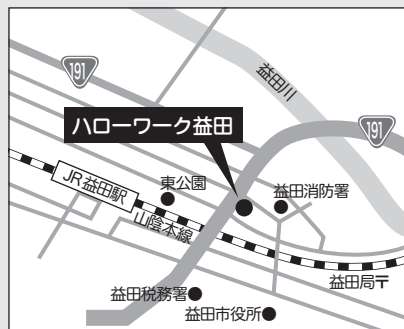 191
益田川
191
ハローワーク益田
JR益田駅
東公園
益田消防署
山陰本線
益田局〒
益田税務署
益田市役所